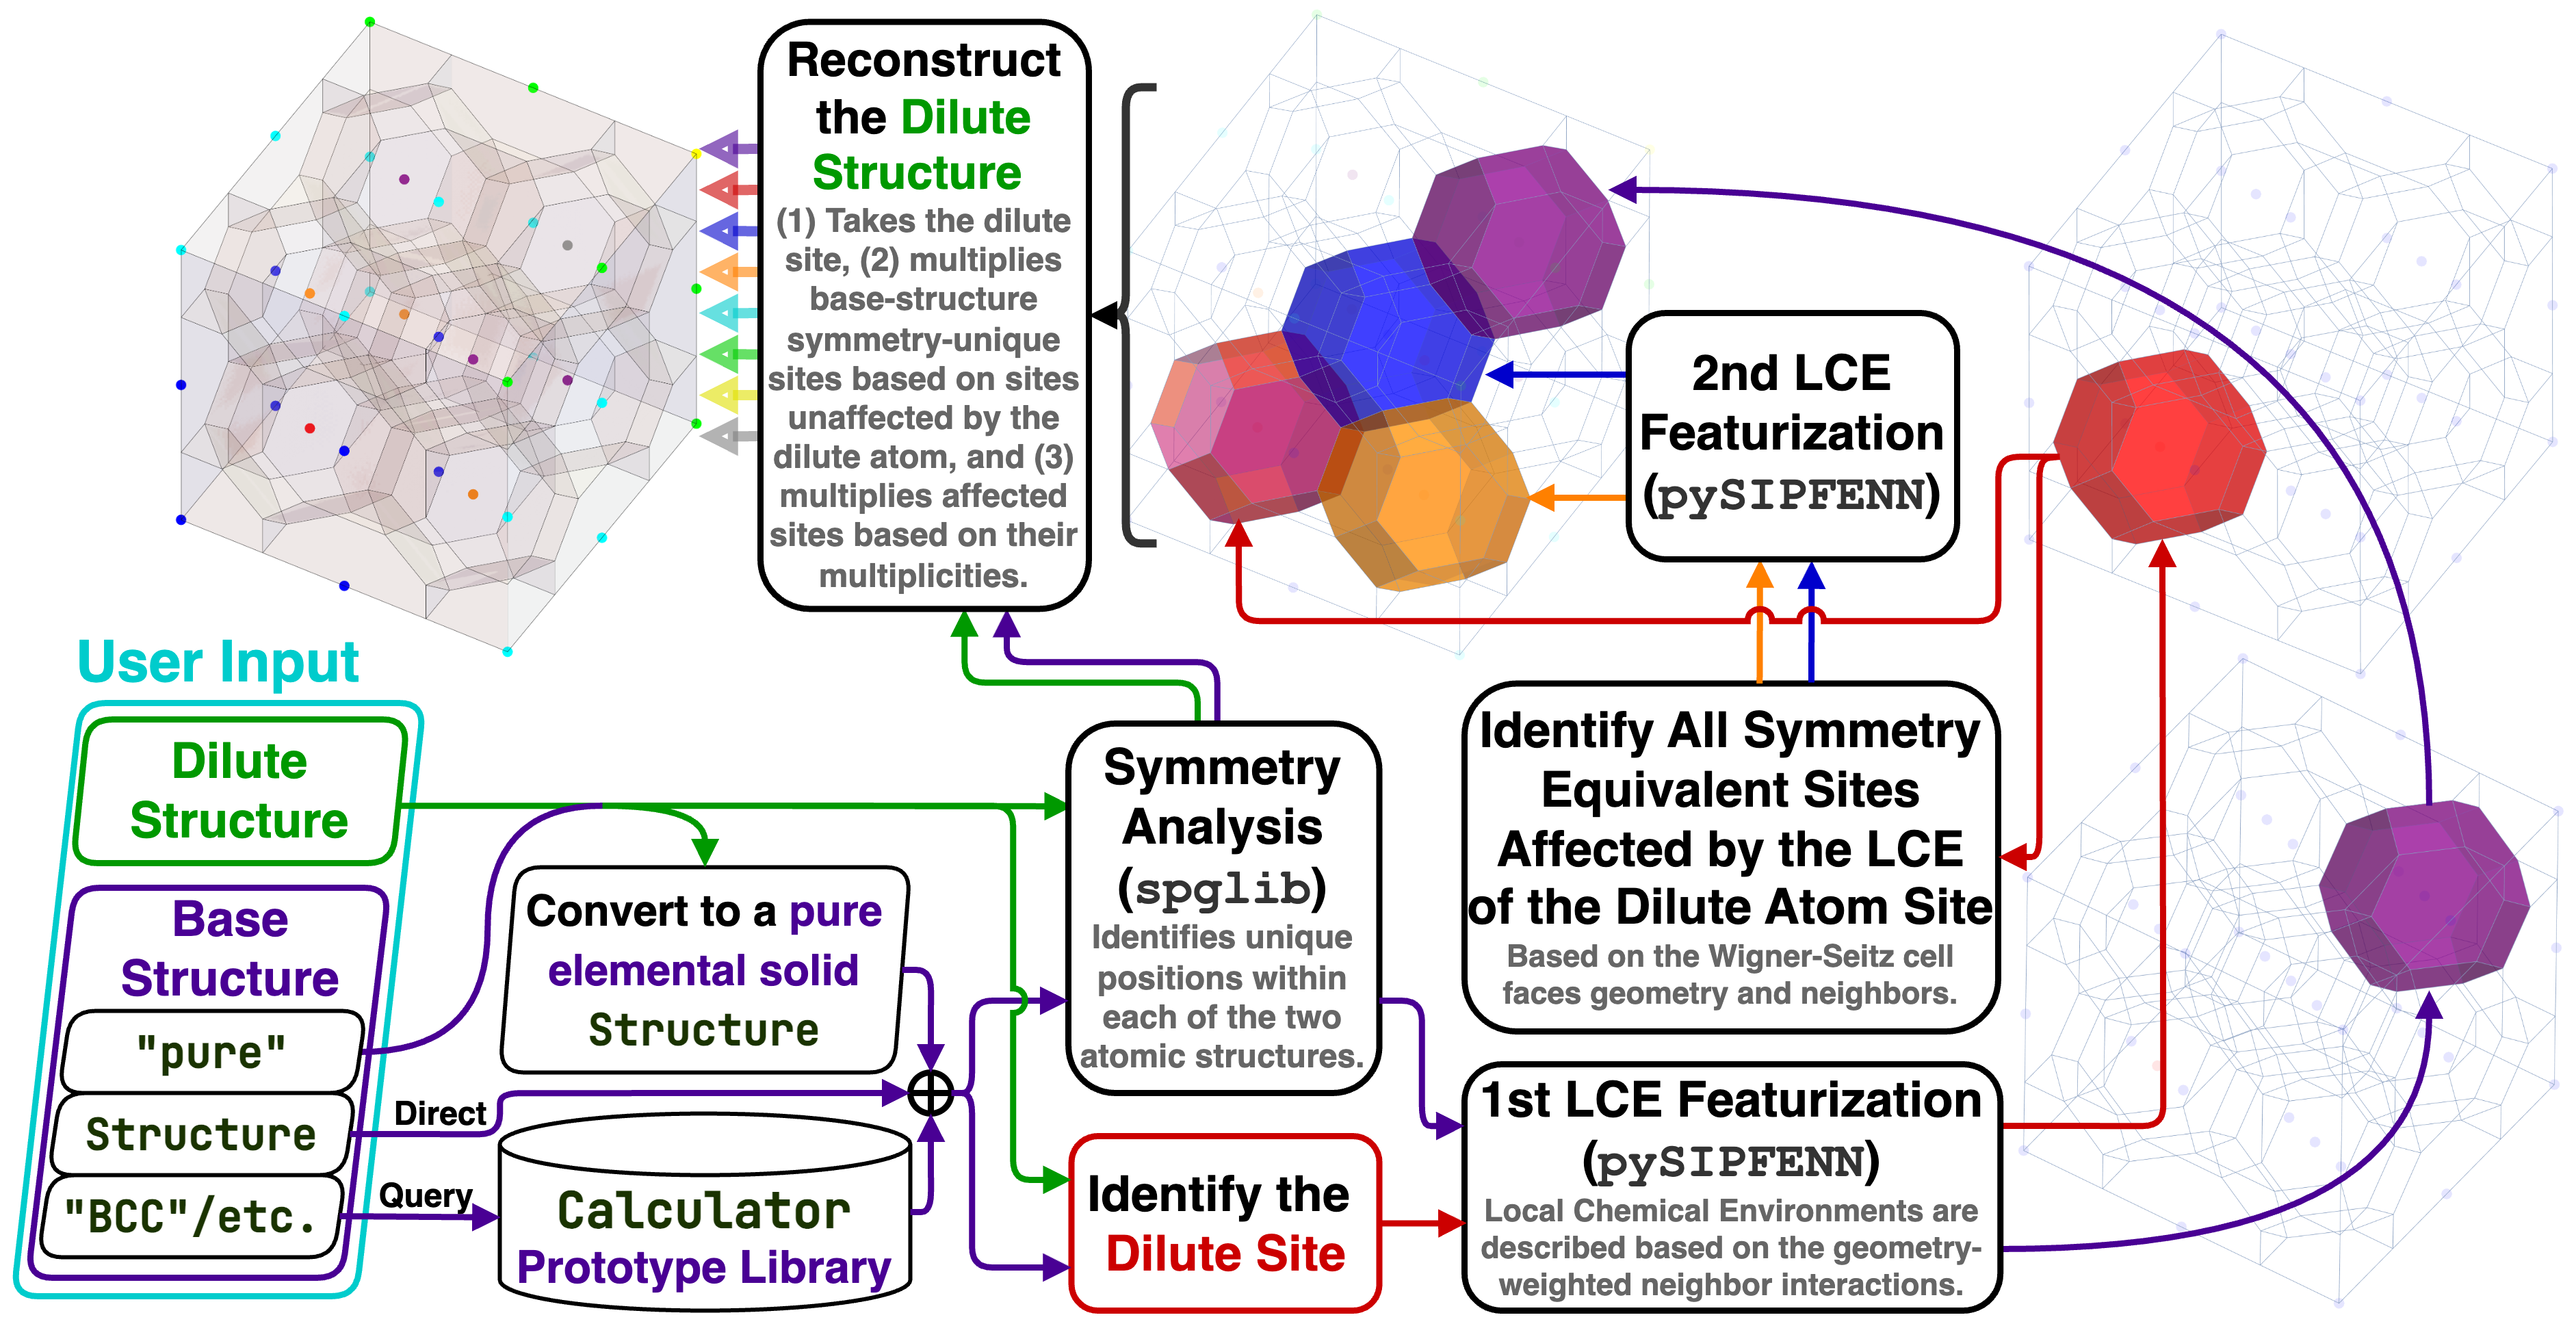 Reconstruct
the Dilute
Structure
(1) Takes the dilute
site, (2) multiplies
base-structure
symmetry-unique
sites based on sites
unaffected by the
dilute atom, and (3)
multiplies affected
sites based on their
multiplicities.
2nd LCE
Featurization
(pySIPFENN)
User Input
Dilute
Structure
Base
Structure
"pure"
Structure
"BCC"/etc.
Direct
Query
Convert to a pure
elemental solid
Structure
Calculator
Prototype Library
Symmetry
Analysis
(spglib)
Identifies unique
positions within
each of the two
atomic structures.
Identify the
Dilute Site
Identify All Symmetry
Equivalent Sites
Affected by the LCE
of the Dilute Atom Site
Based on the Wigner-Seitz cell
faces geometry and neighbors.
1st LCE Featurization
(pySIPFENN)
Local Chemical Environments are
described based on the geometry-
weighted neighbor interactions.